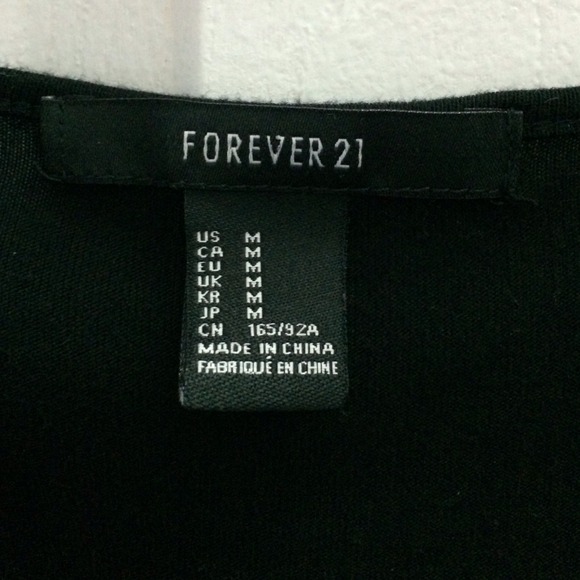 FOREVER 21
US M
CA M
EU M
UK M
KR M
JP M
CN 165/92A
MADE IN CHINA
FABRIQUÉ EN CHINE